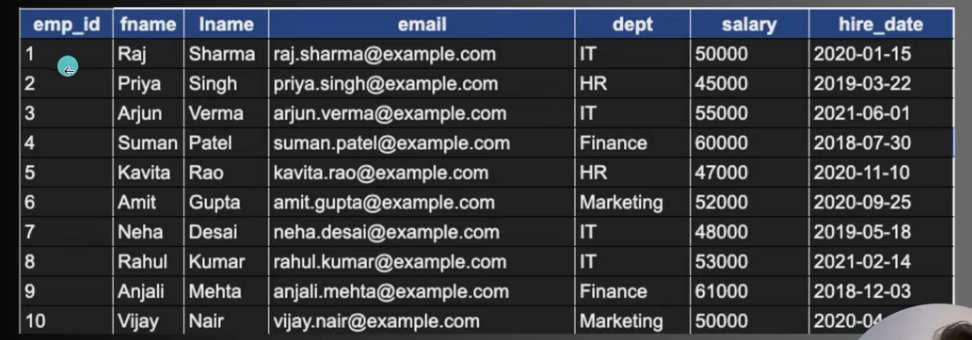 emp_id fname lname email dept salary hire_date
1 Raj Sharma raj.sharma@example.com IT 50000 2020-01-15
2 Priya Singh priya.singh@example.com HR 45000 2019-03-22
3 Arjun Verma arjun.verma@example.com IT 55000 2021-06-01
4 Suman Patel suman.patel@example.com Finance 60000 2018-07-30
5 Kavita Rao kavita.rao@example.com HR 47000 2020-11-10
6 Amit Gupta amit.gupta@example.com Marketing 52000 2020-09-25
7 Neha Desai neha.desai@example.com IT 48000 2019-05-18
8 Rahul Kumar rahul.kumar@example.com IT 53000 2021-02-14
9 Anjali Mehta anjali.mehta@example.com Finance 61000 2018-12-03
10 Vijay Nair vijay.nair@example.com Marketing 50000 2020-04